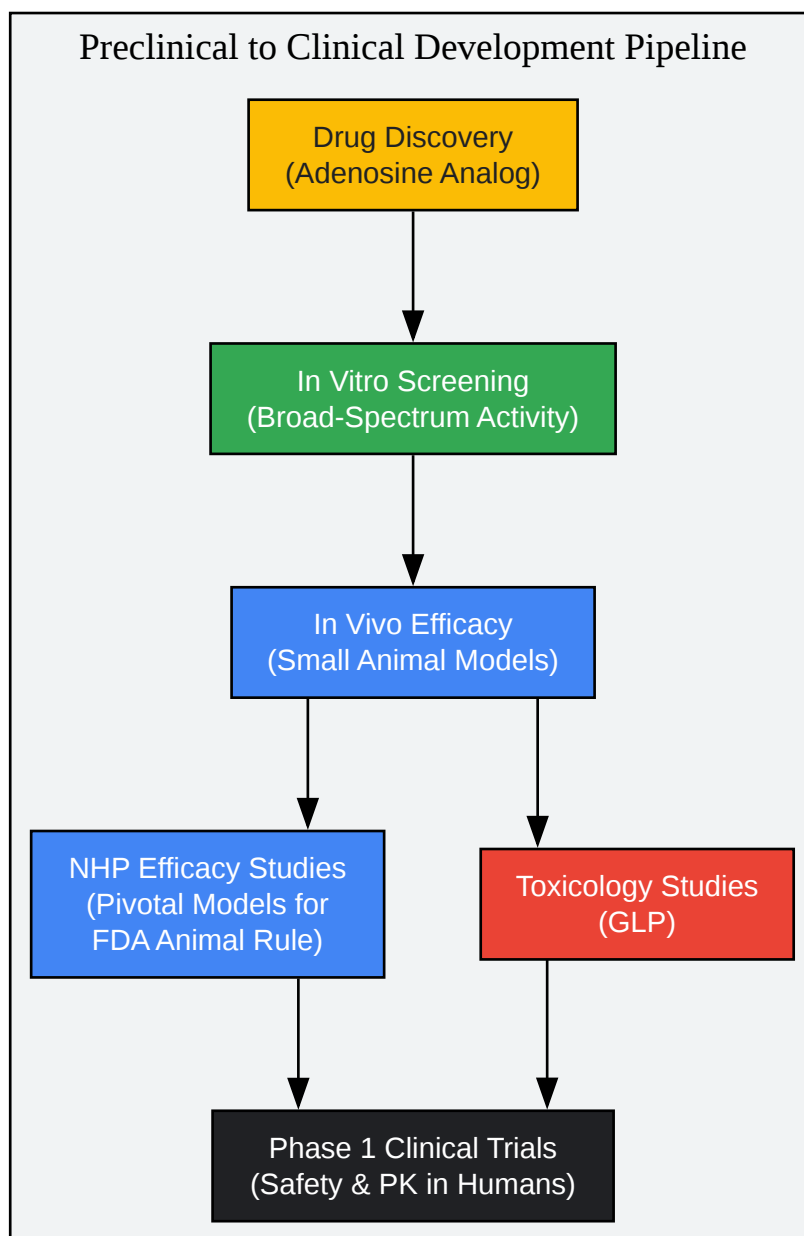 Preclinical to Clinical Development Pipeline
Drug Discovery
(Adenosine Analog)
In Vitro Screening
(Broad-Spectrum Activity)
In Vivo Efficacy
(Small Animal Models)
NHP Efficacy Studies
(Pivotal Models for
FDA Animal Rule)
Toxicology Studies
(GLP)
Phase 1 Clinical Trials
(Safety & PK in Humans)